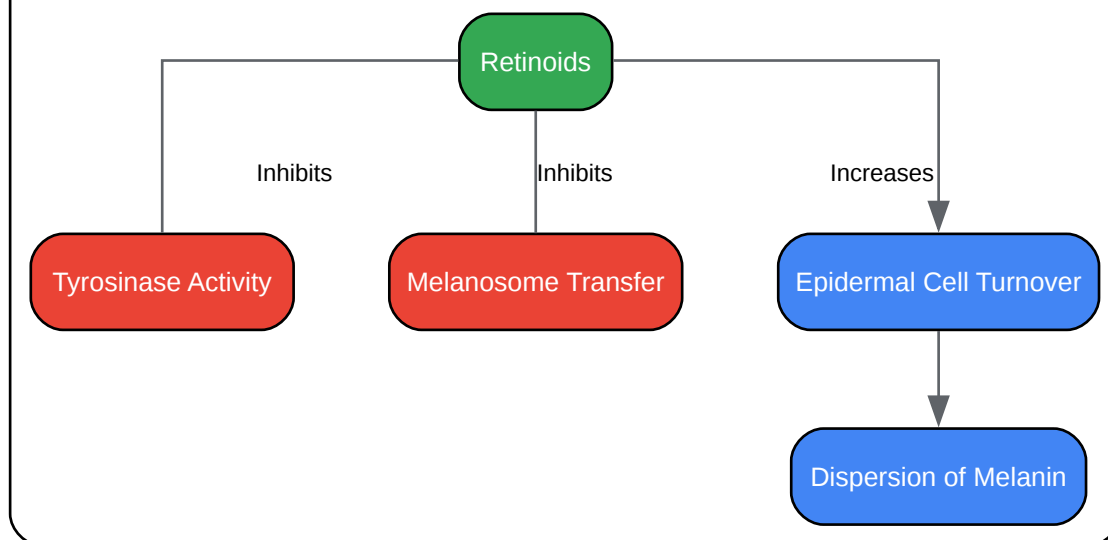 Retinoids
Inhibits
Inhibits
Increases
Tyrosinase Activity
Melanosome Transfer
Epidermal Cell Turnover
Dispersion of Melanin